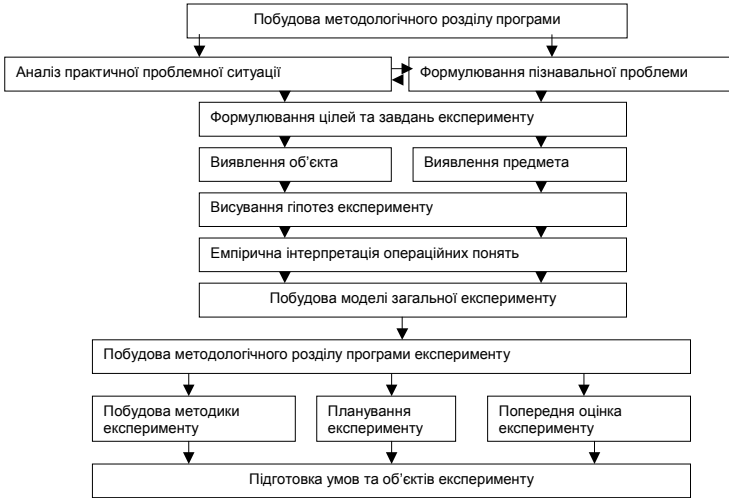 Побудова методологічного розділу програми
Аналіз практичної проблемної ситуації
Формулювання пізнавальної проблеми
Формулювання цілей та завдань експерименту
Виявлення об’єкта
Виявлення предмета
Висування гіпотез експерименту
Емпірична інтерпретація операційних понять
Побудова моделі загальної експерименту
Побудова методологічного розділу програми експерименту
Побудова методики
експерименту
Планування
експерименту
Попередня оцінка
експерименту
Підготовка умов та об’єктів експерименту